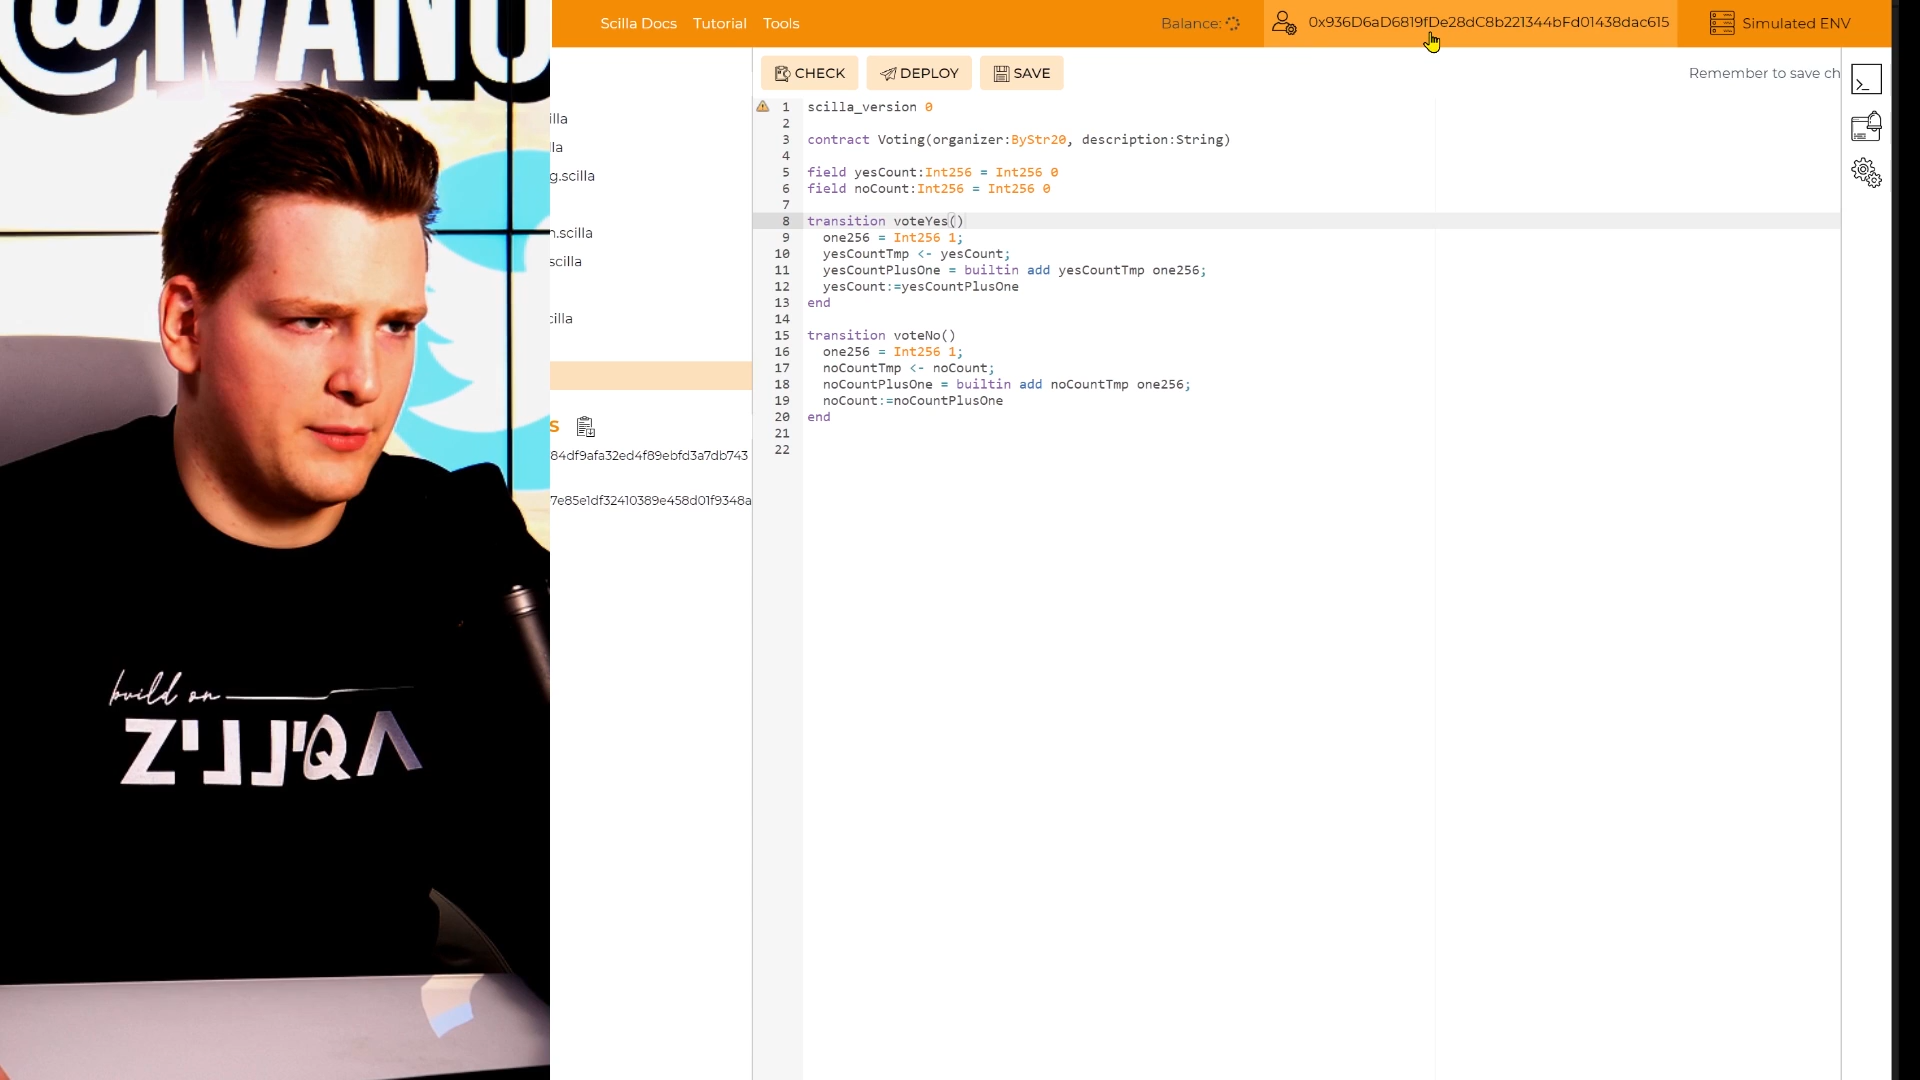 @IVANO
Scilla Docs Tutorial Tools
Balance:
0x936D6aD6819fDe28dC8b221344bFd01438dac615
Simulated ENV
CHECK DEPLOY SAVE
Remember to save ch
illa
lla
g.scilla
n.scilla
scilla
cilla
S
84df9afa32ed4f89ebfd3a7db743
7e85e1df32410389e458d01f9348a
1 scilla_version 0
2
3 contract Voting(organizer:ByStr20, description:String)
4
5 field yesCount:Int256 = Int256 0
6 field noCount:Int256 = Int256 0
7
8 transition voteYes()
9 one256 = Int256 1;
10 yesCountTmp <- yesCount;
11 yesCountPlusOne = builtin add yesCountTmp one256;
12 yesCount:=yesCountPlusOne
13 end
14
15 transition voteNo()
16 one256 = Int256 1;
17 noCountTmp <- noCount;
18 noCountPlusOne = builtin add noCountTmp one256;
19 noCount:=noCountPlusOne
20 end
21
22
build on
ZILLIQA